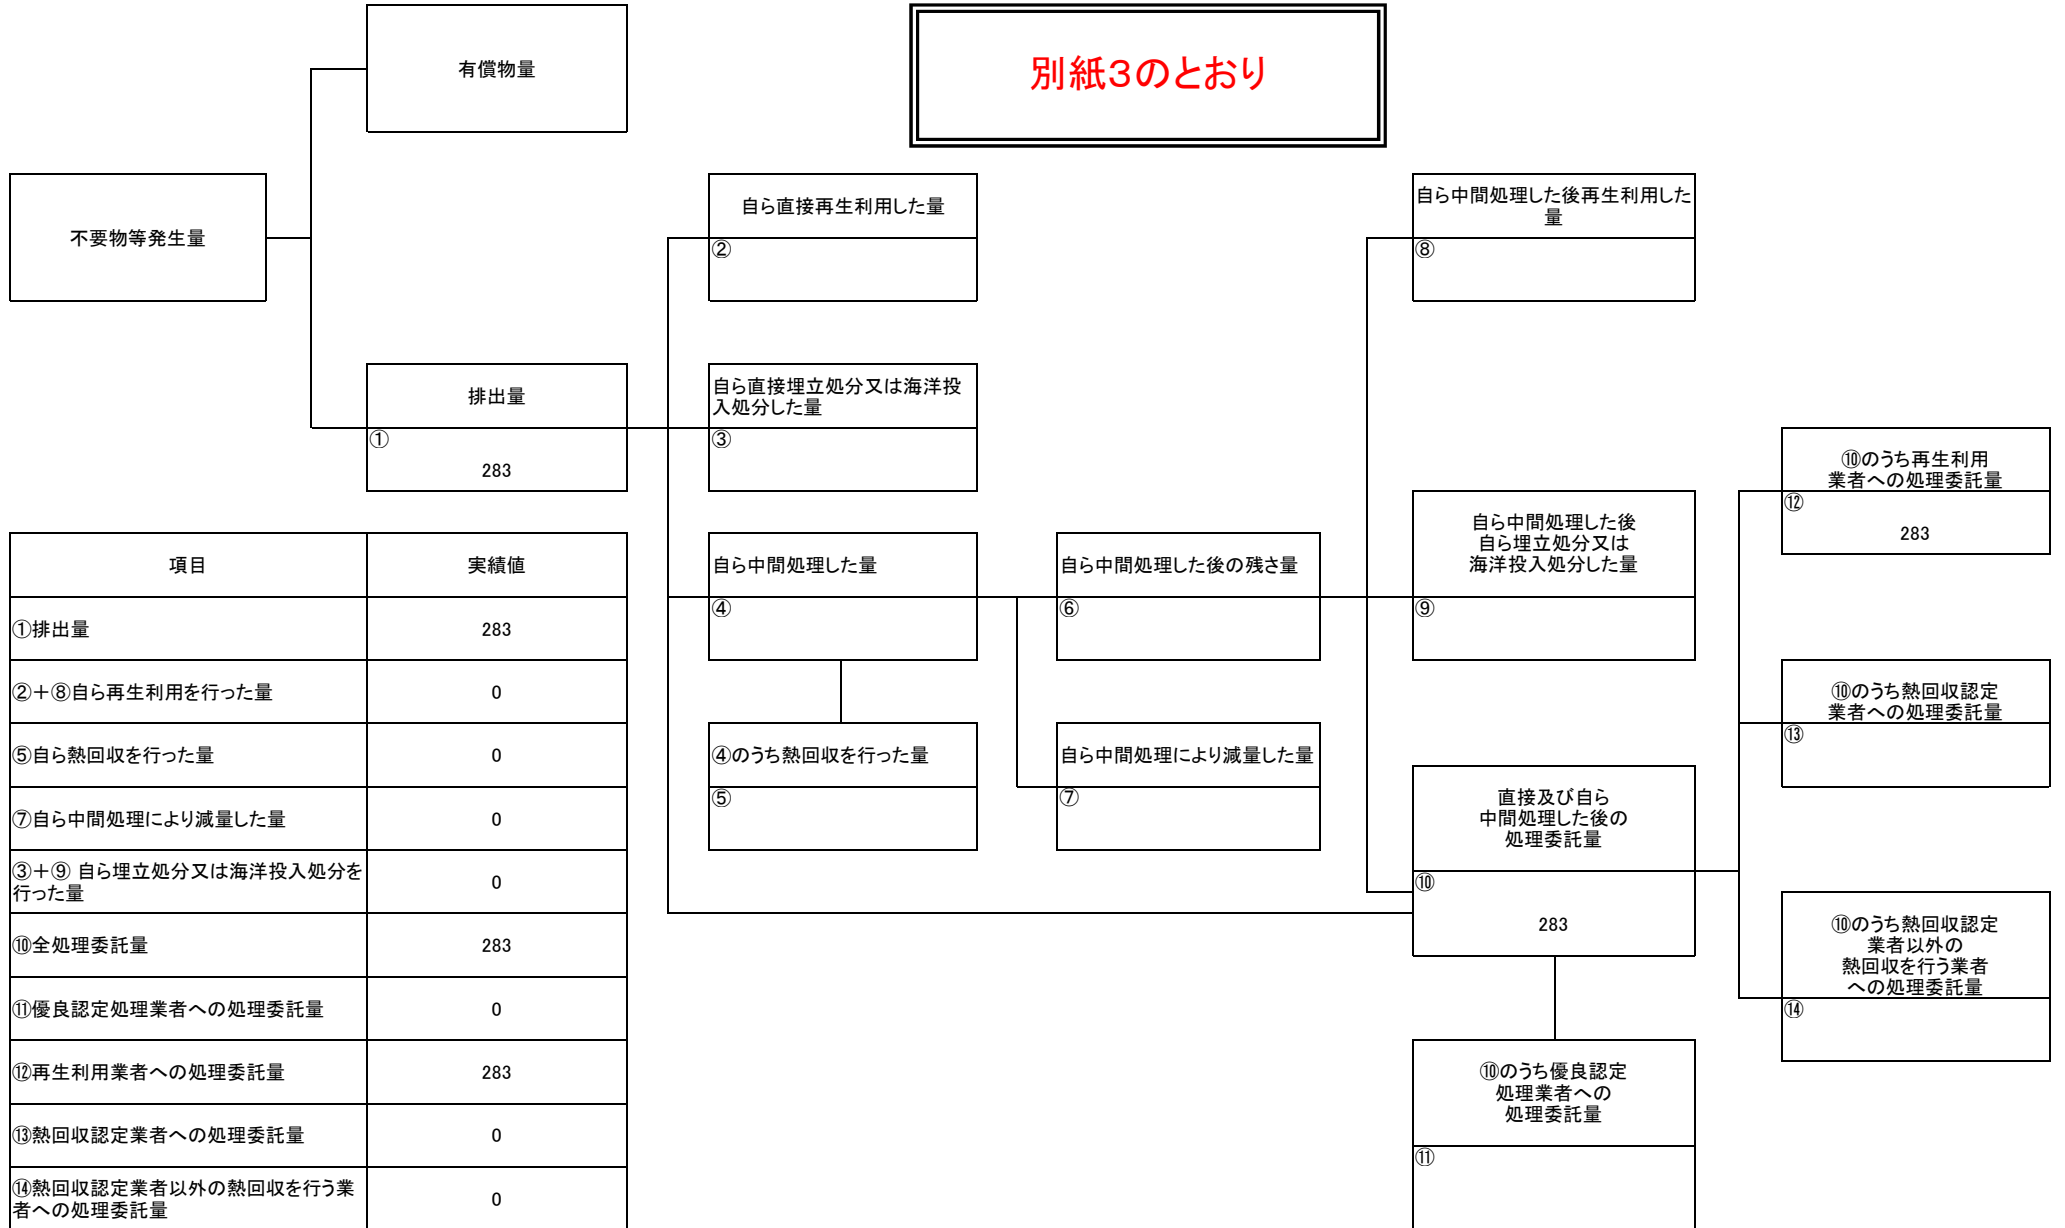 有償物量
別紙3のとおり
不要物等発生量
自ら直接再生利用した量
②
自ら中間処理した後再生利用した
量
⑧
排出量
①
283
自ら直接埋立処分又は海洋投
入処分した量
③
⑩のうち再生利用
業者への処理委託量
⑫
283
自ら中間処理した量
④
自ら中間処理した後の残さ量
⑥
自ら中間処理した後
自ら埋立処分又は
海洋投入処分した量
⑨
⑩のうち熱回収認定
業者への処理委託量
⑬
④のうち熱回収を行った量
⑤
自ら中間処理により減量した量
⑦
直接及び自ら
中間処理した後の
処理委託量
⑩
283
⑩のうち熱回収認定
業者以外の
熱回収を行う業者
への処理委託量
⑭
⑩のうち優良認定
処理業者への
処理委託量
⑪
項目 実績値
①排出量 283
②+⑧自ら再生利用を行った量 0
⑤自ら熱回収を行った量 0
⑦自ら中間処理により減量した量 0
③+⑨ 自ら埋立処分又は海洋投入処分を
行った量 0
⑩全処理委託量 283
⑪優良認定処理業者への処理委託量 0
⑫再生利用業者への処理委託量 283
⑬熱回収認定業者への処理委託量 0
⑭熱回収認定業者以外の熱回収を行う業
者への処理委託量 0